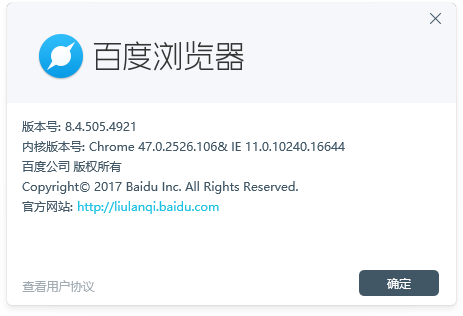 百度浏览器
版本号: 8.4.505.4921
内核版本号: Chrome 47.0.2526.106& IE 11.0.10240.16644
百度公司 版权所有
Copyright© 2017 Baidu Inc. All Rights Reserved.
官方网站: http://liulanqi.baidu.com
查看用户协议
确定